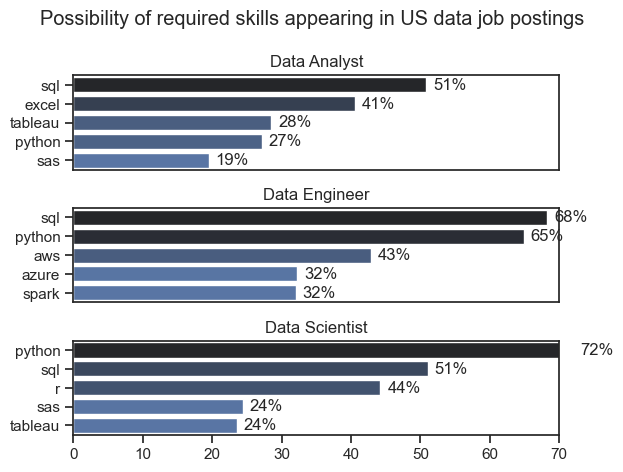 Possibility of required skills appearing in US data job postings
Data Analyst
sql 51%
excel 41%
tableau 28%
python 27%
sas 19%
Data Engineer
sql 68%
python 65%
aws 43%
azure 32%
spark 32%
Data Scientist
python 72%
sql 51%
r 44%
sas 24%
tableau 24%
0 10 20 30 40 50 60 70